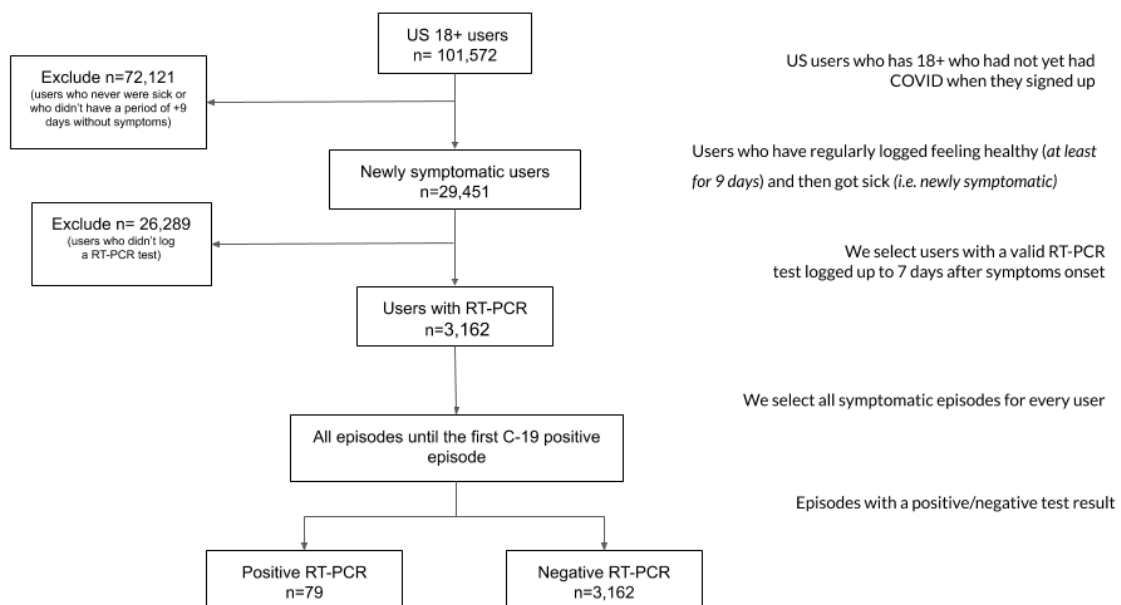 US 18+ users
n= 101,572
US users who has 18+ who had not yet had
COVID when they signed up
Exclude n=72,121
(users who never were sick or
who didn't have a period of +9
days without symptoms)
Newly symptomatic users
n=29,451
Users who have regularly logged feeling healthy (at least
for 9 days) and then got sick (i.e. newly symptomatic)
Exclude n= 26,289
(users who didn't log
a RT-PCR test)
We select users with a valid RT-PCR
test logged up to 7 days after symptoms onset
Users with RT-PCR
n=3,162
We select all symptomatic episodes for every user
All episodes until the first C-19 positive
episode
Episodes with a positive/negative test result
Positive RT-PCR
n=79
Negative RT-PCR
n=3,162